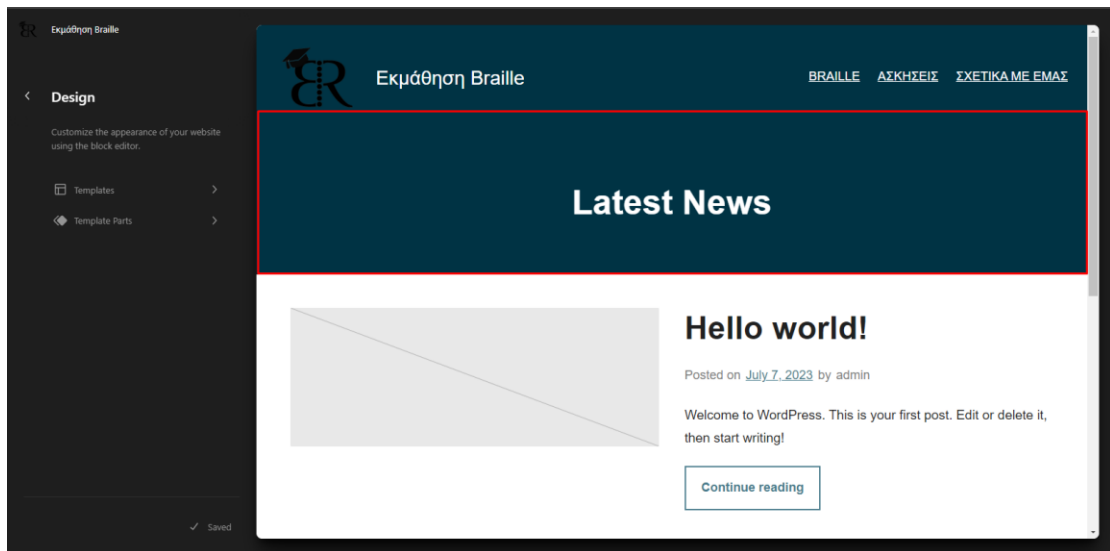 Εκμάθηση Braille
Design
Customize the appearance of your website
using the block editor.
Templates
Template Parts
Saved
Εκμάθηση Braille
BRAILLE ΑΣΚΗΣΕΙΣ ΣΧΕΤΙΚΑ ΜΕ ΕΜΑΣ
Latest News
Hello world!
Posted on July 7, 2023 by admin
Welcome to WordPress. This is your first post. Edit or delete it,
then start writing!
Continue reading